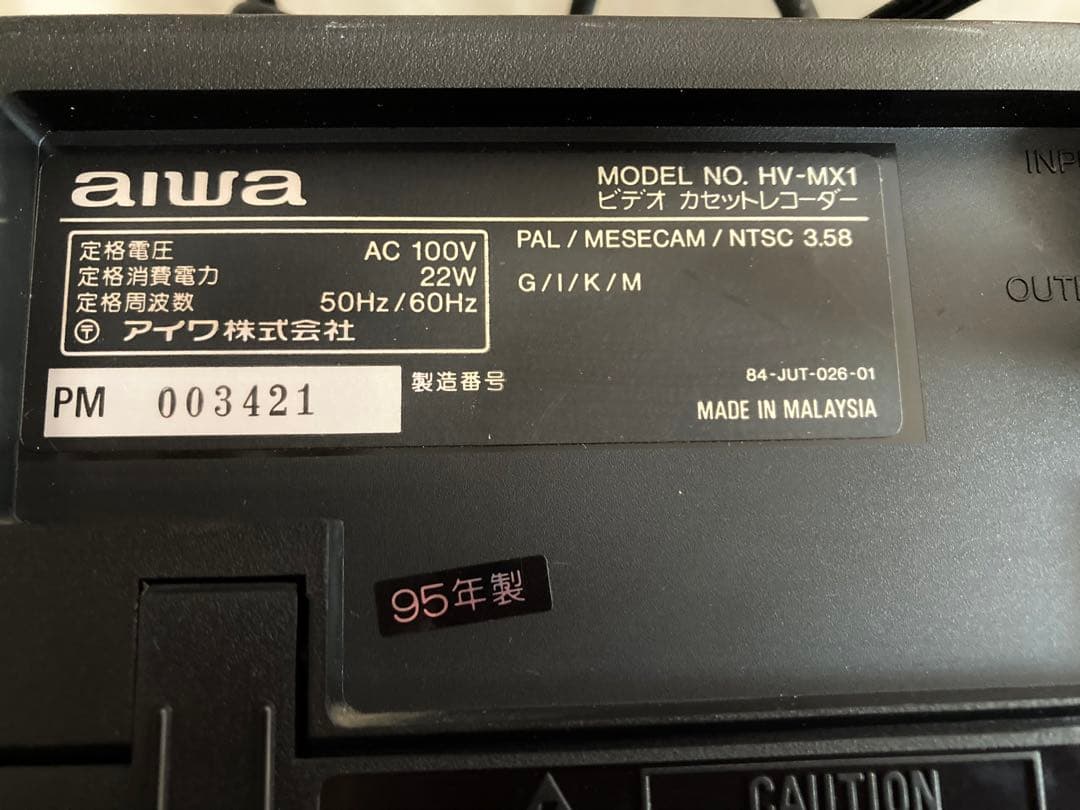 aiwa
MODEL NO. HV-MX1
ビデオ カセットレコーダー
定格電圧 AC 100V
定格消費電力 22W
定格周波数 50Hz/60Hz
〶 アイワ株式会社
PAL/MESECAM/NTSC 3.58
G/I/K/M
PM 003421 製造番号
84-JUT-026-01
MADE IN MALAYSIA
95年製
CAUTION